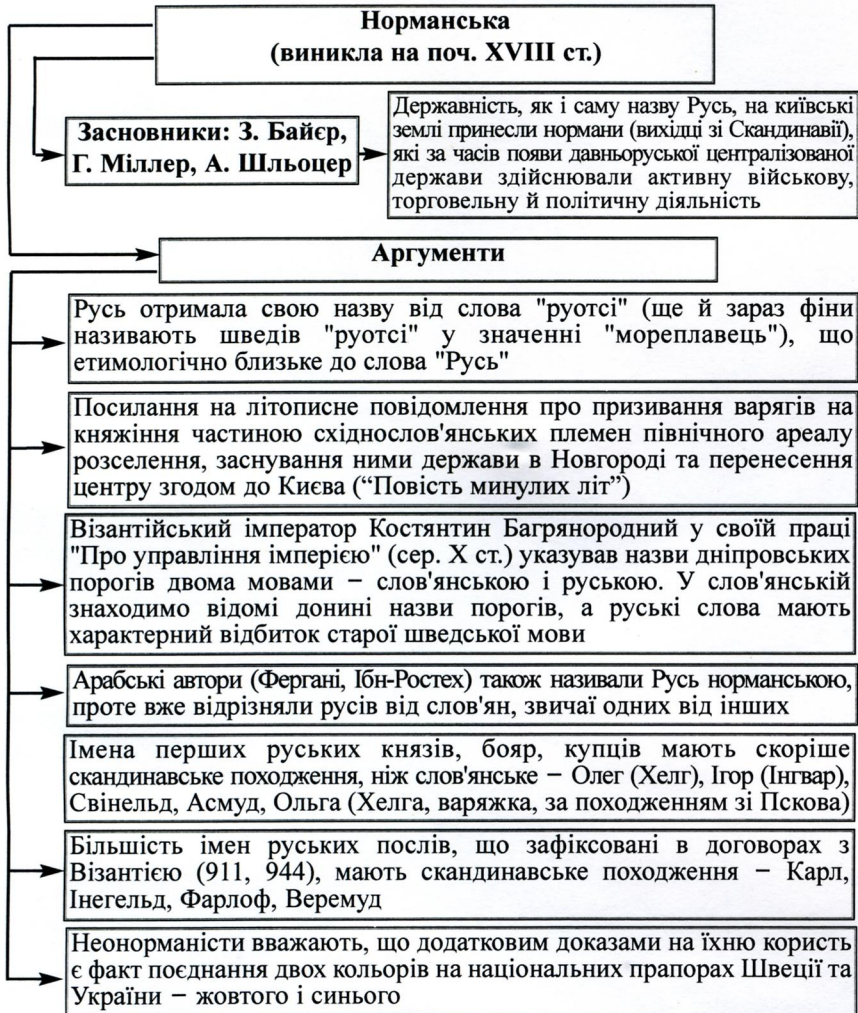 Норманська
(виникла на поч. XVIII ст.)
Засновники: З. Байєр,
Г. Міллер, А. Шльоцер
Державність, як і саму назву Русь, на київські
землі принесли нормани (вихідці зі Скандинавії),
які за часів появи давньоруської централізованої
держави здійснювали активну військову,
торговельну й політичну діяльність
Аргументи
Русь отримала свою назву від слова "руотсі" (ще й зараз фіни
називають шведів "руотсі" у значенні "мореплавець"), що
етимологічно близьке до слова "Русь"
Посилання на літописне повідомлення про призивання варягів на
княжіння частиною східнослов'янських племен північного ареалу
розселення, заснування ними держави в Новгороді та перенесення
центру згодом до Києва (“Повість минулих літ”)
Візантійський імператор Костянтин Багрянородний у своїй праці
"Про управління імперією" (сер. X ст.) указував назви дніпровських
порогів двома мовами − слов'янською і руською. У слов'янській
знаходимо відомі донині назви порогів, а руські слова мають
характерний відбиток старої шведської мови
Арабські автори (Фергані, Ібн-Ростех) також називали Русь норманською,
проте вже відрізняли русів від слов'ян, звичаї одних від інших
Імена перших руських князів, бояр, купців мають скоріше
скандинавське походження, ніж слов'янське − Олег (Хелг), Ігор (Інгвар),
Свінельд, Асмуд, Ольга (Хелга, варяжка, за походженням зі Пскова)
Більшість імен руських послів, що зафіксовані в договорах з
Візантією (911, 944), мають скандинавське походження − Карл,
Інегельд, Фарлоф, Веремуд
Неонорманісти вважають, що додатковим доказами на їхню користь
є факт поєднання двох кольорів на національних прапорах Швеції та
України − жовтого і синього